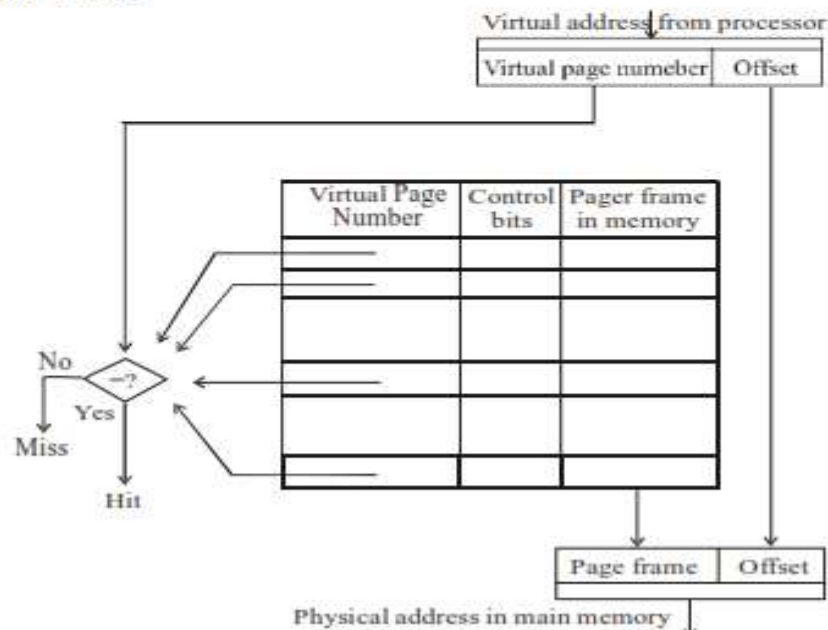 Virtual address from processor
Virtual page numeber Offset
Virtual Page Number
Control bits
Pager frame in memory
No
=?
Yes
Miss
Hit
Page frame Offset
Physical address in main memory